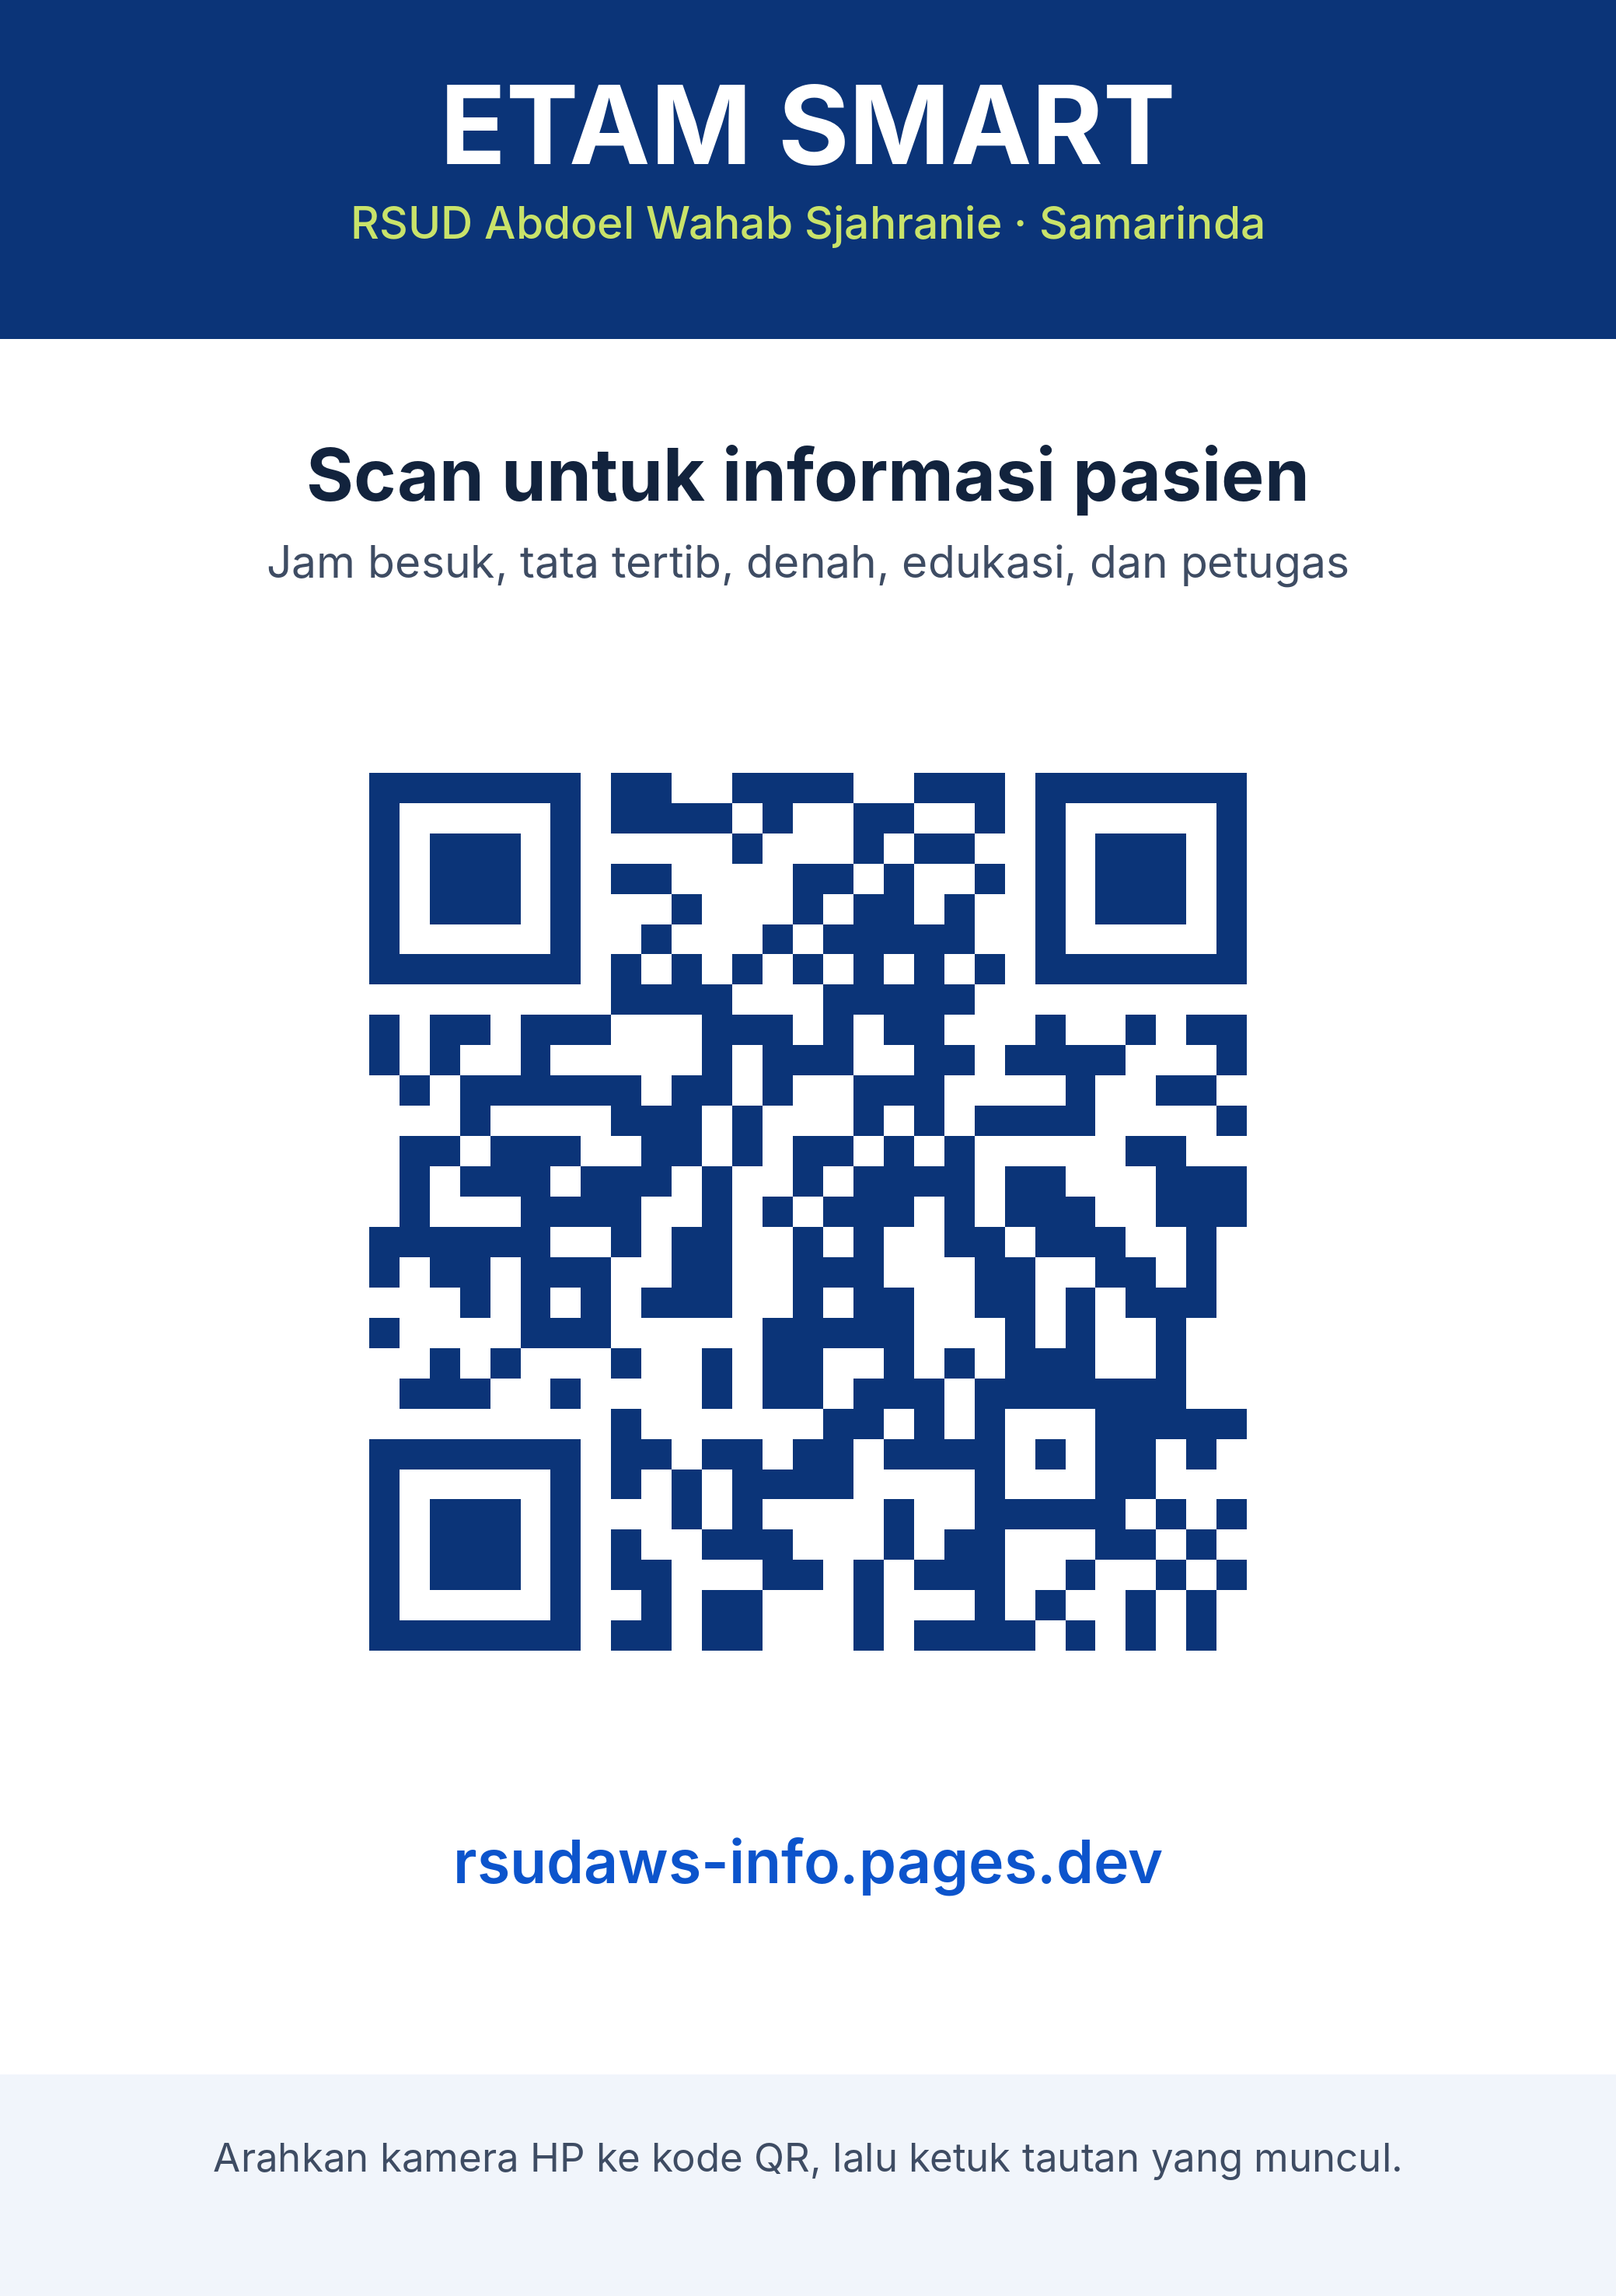 ETAM SMART
RSUD Abdoel Wahab Sjahranie · Samarinda
Scan untuk informasi pasien
Jam besuk, tata tertib, denah, edukasi, dan petugas
rsudaws-info.pages.dev
Arahkan kamera HP ke kode QR, lalu ketuk tautan yang muncul.